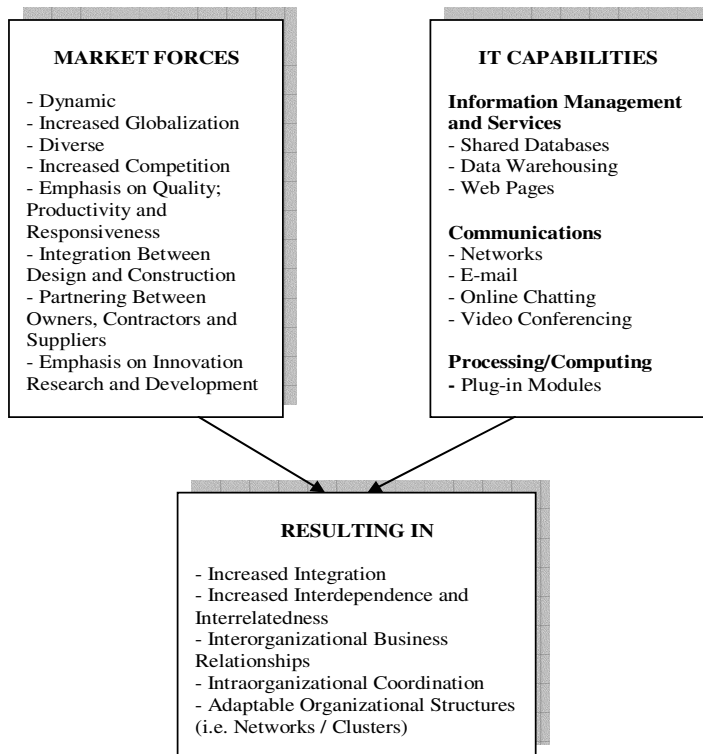 MARKET FORCES
- Dynamic
- Increased Globalization
- Diverse
- Increased Competition
- Emphasis on Quality;
Productivity and
Responsiveness
- Integration Between
Design and Construction
- Partnering Between
Owners, Contractors and
Suppliers
- Emphasis on Innovation
Research and Development
IT CAPABILITIES
Information Management
and Services
- Shared Databases
- Data Warehousing
- Web Pages
Communications
- Networks
- E-mail
- Online Chatting
- Video Conferencing
Processing/Computing
- Plug-in Modules
RESULTING IN
- Increased Integration
- Increased Interdependence and
Interrelatedness
- Interorganizational Business
Relationships
- Intraorganizational Coordination
- Adaptable Organizational Structures
(i.e. Networks / Clusters)